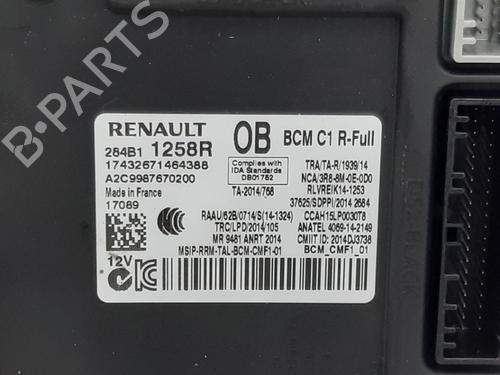 RENAULT
284B1 1258R
17432671464388
A2C9987670200
Made in France
17089
12V
OB
BCM C1 R-Full
Complies with
IDA Standards
DB01752
TA-2014/768
TRA/TA-R/1939/14
NCA/3R8-8M-0E-0D0
RLVREIK14-1253
37625/SDPPI/2014 2684
RAAU/62B/0714/S(14-1324)
CCAH15LP0030T8
TRC/LPD/2014/105
ANATEL 4069-14-2149
MR 9481 ANRT 2014
CMIIT ID: 2014DJ3738
MSIP-RRM-TAL-BCM-CMF1-01
BCM_CMF1_01
B-PARTS